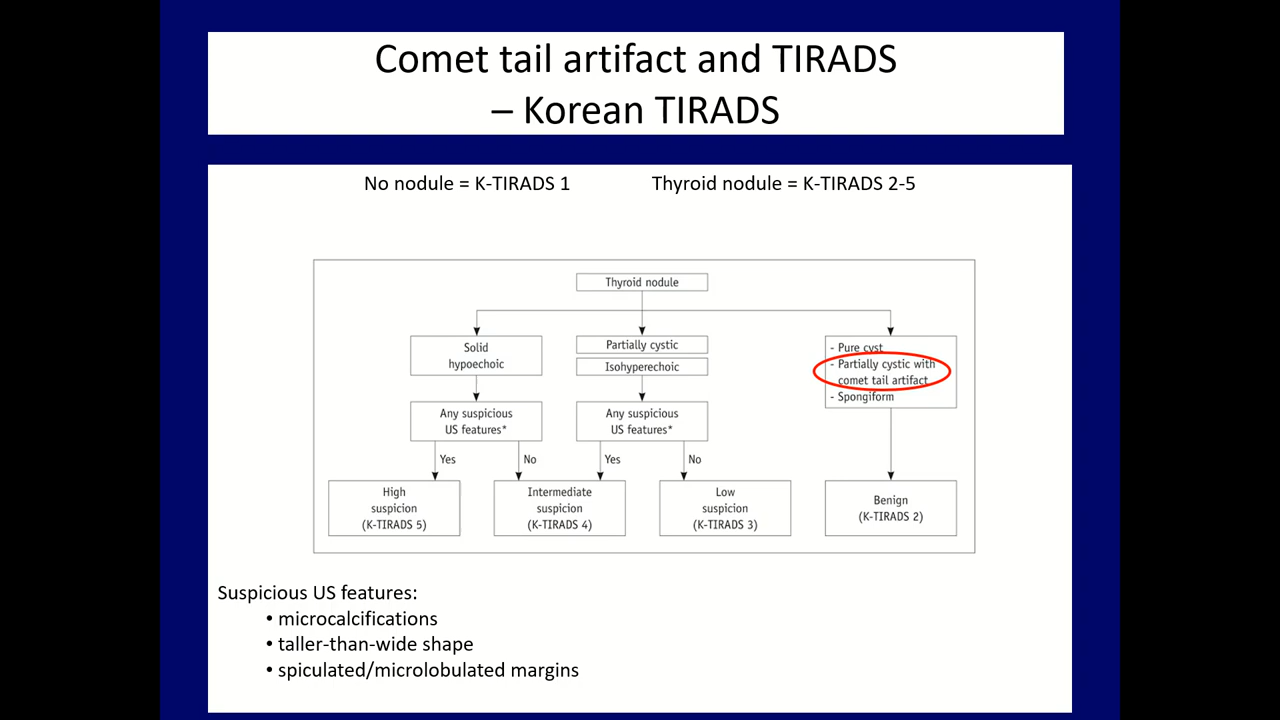 Comet tail artifact and TIRADS
– Korean TIRADS
No nodule = K-TIRADS 1
Thyroid nodule = K-TIRADS 2-5
Thyroid nodule
Solid
hypoechoic
Partially cystic
Isohyperechoic
- Pure cyst
- Partially cystic with
comet tail artifact
- Spongiform
Any suspicious
US features*
Any suspicious
US features*
Yes
No
Yes
No
High
suspicion
(K-TIRADS 5)
Intermediate
suspicion
(K-TIRADS 4)
Low
suspicion
(K-TIRADS 3)
Benign
(K-TIRADS 2)
Suspicious US features:
• microcalcifications
• taller-than-wide shape
• spiculated/microlobulated margins